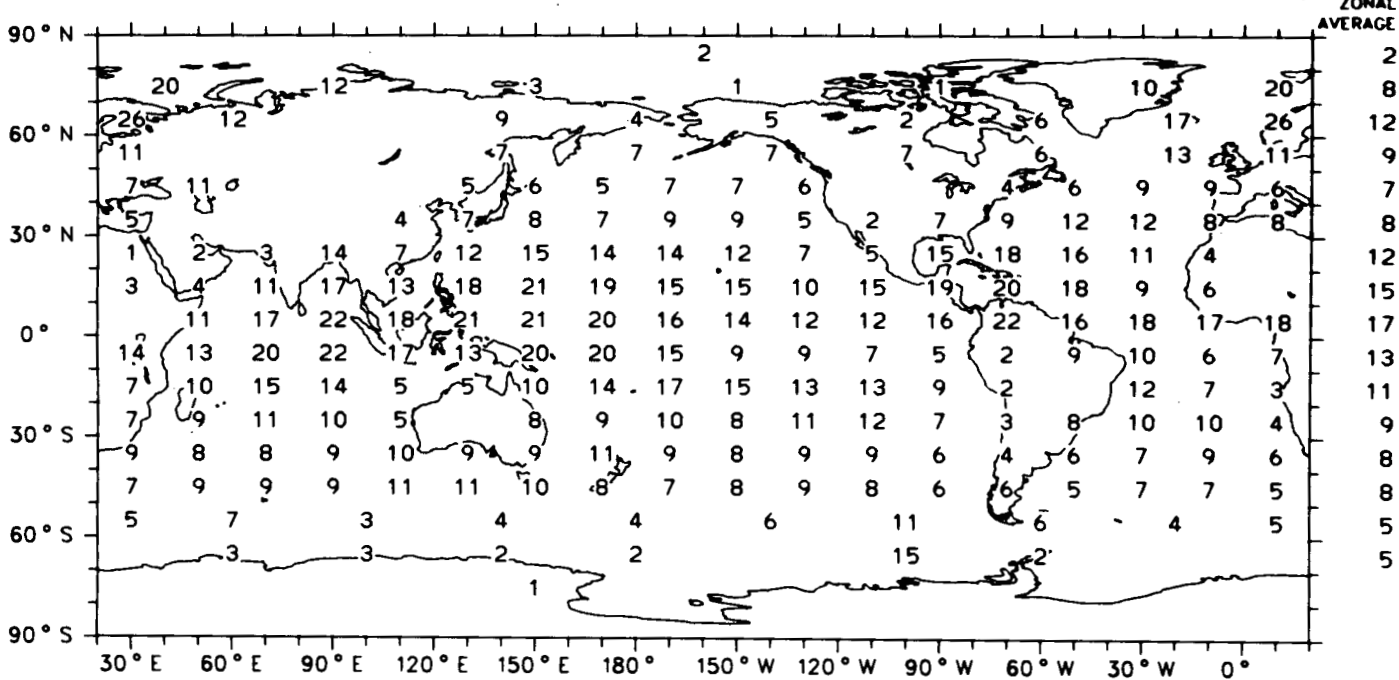 ZONAL
AVERAGE
90° N 2 2
20 12 3 1 1 10 20 8
60° N 26 12 9 4 5 2 6 17 26 12
11 7 7 7 7 6 13 11 9
7 11 5 6 5 7 7 6 4 6 9 9 6 7
30° N 5 4 7 8 7 9 9 5 2 7 9 12 12 8 8 8
1 2 3 14 7 12 15 14 14 12 7 5 15 18 16 11 4 12
3 4 11 17 13 18 21 19 15 15 10 15 19 20 18 9 6 15
0° 11 17 22 18 21 21 20 16 14 12 12 16 22 16 18 17 18 17
14 13 20 22 17 13 20 20 15 9 9 7 5 2 9 10 6 7 13
7 10 15 14 5 5 10 14 17 15 13 13 9 2 12 7 3 11
30° S 7 9 11 10 5 8 9 10 8 11 12 7 3 8 10 10 4 9
9 8 8 9 10 9 9 11 9 8 9 9 6 4 6 7 9 6 8
7 9 9 9 11 11 10 8 7 8 9 8 6 6 5 7 7 5 8
60° S 5 7 3 4 4 6 11 6 4 5 5
3 3 2 2 15 2 5
1
90° S
30° E 60° E 90° E 120° E 150° E 180° 150° W 120° W 90° W 60° W 30° W 0°